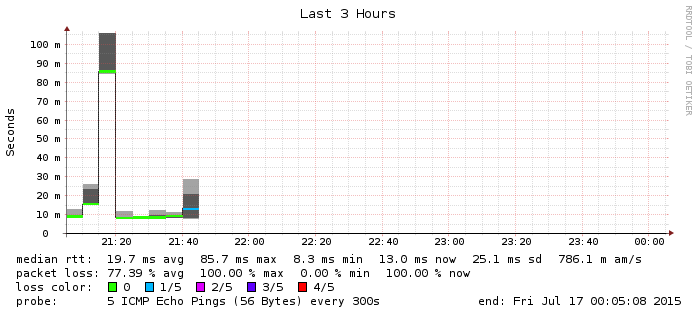 Last 3 Hours
RRDTOOL / TOBI OETIKER
Seconds
100 m
90 m
80 m
70 m
60 m
50 m
40 m
30 m
20 m
10 m
0
21:20 21:40 22:00 22:20 22:40 23:00 23:20 23:40 00:00
median rtt: 19.7 ms avg 85.7 ms max 8.3 ms min 13.0 ms now 25.1 ms sd 786.1 m am/s
packet loss: 77.39 % avg 100.00 % max 0.00 % min 100.00 % now
loss color: 0 1/5 2/5 3/5 4/5
probe: 5 ICMP Echo Pings (56 Bytes) every 300s end: Fri Jul 17 00:05:08 2015